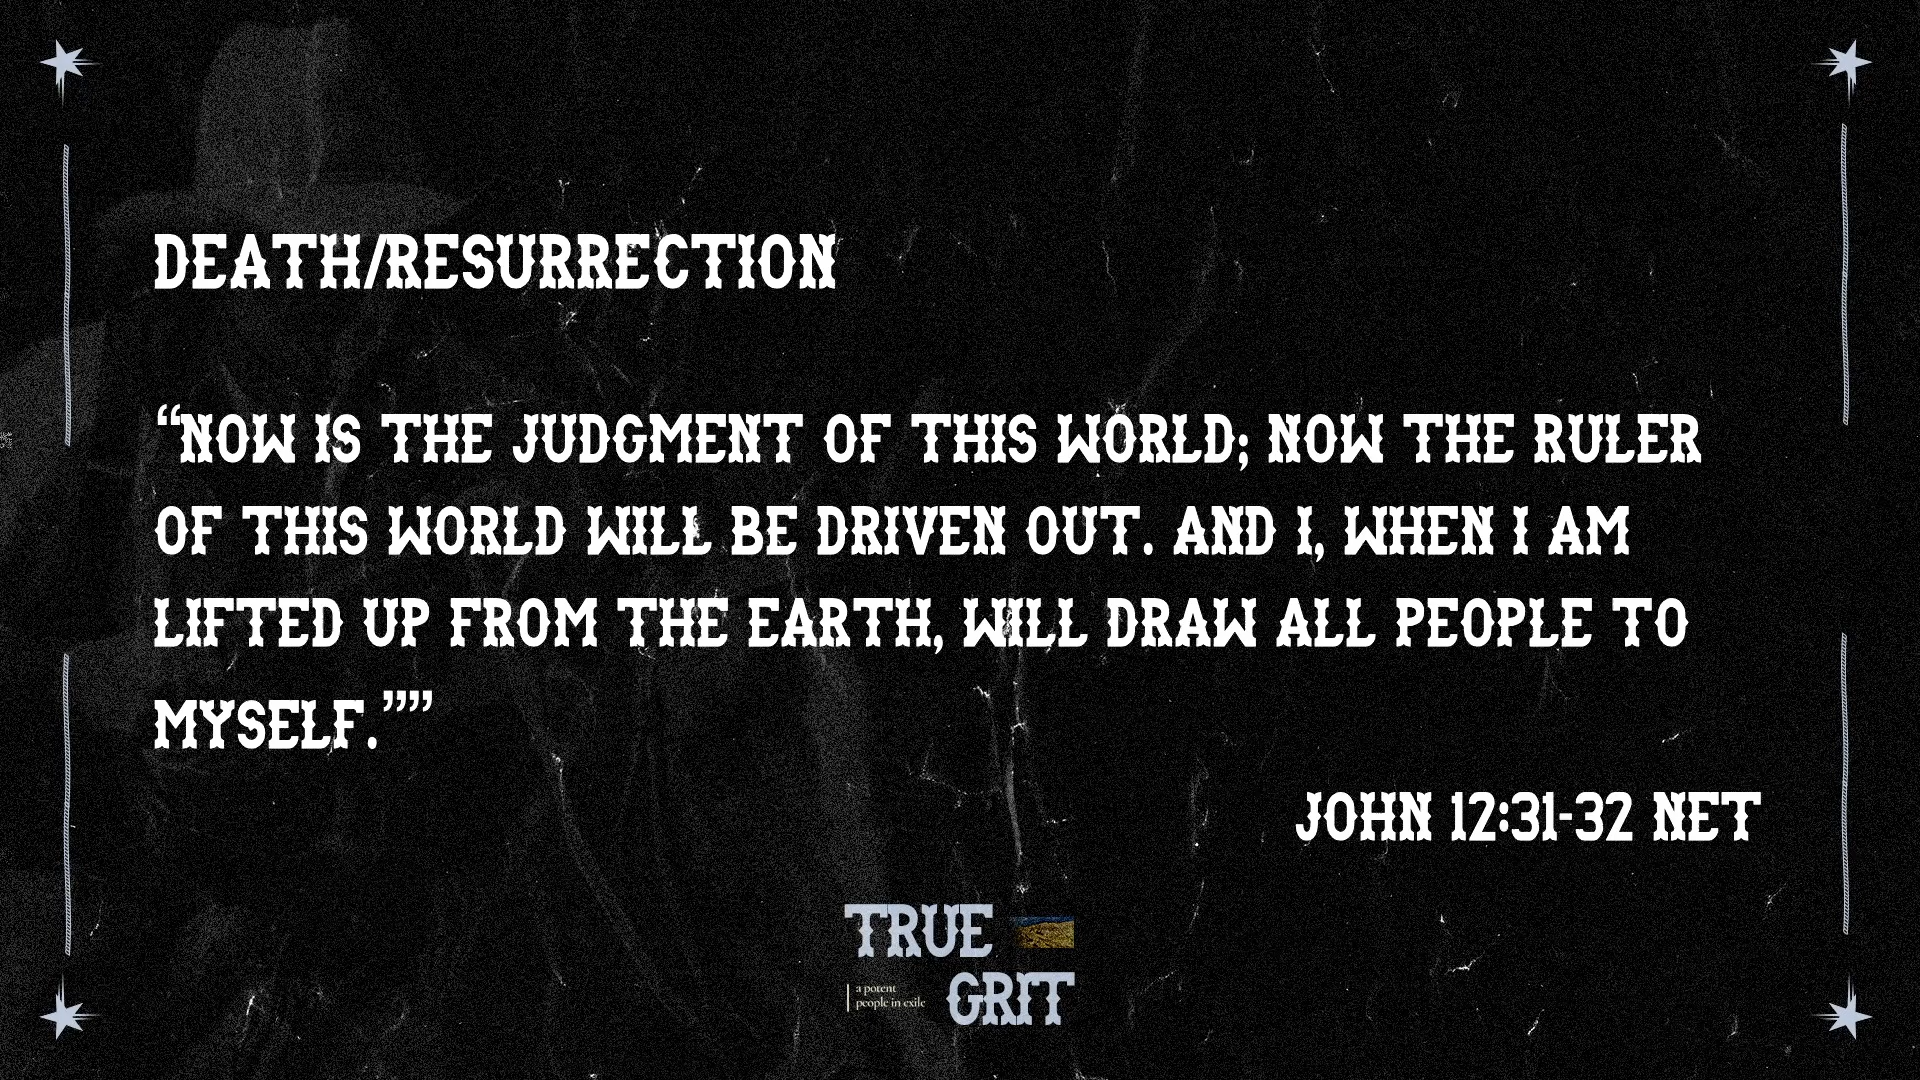 DEATH/RESURRECTION
“NOW IS THE JUDGMENT OF THIS WORLD; NOW THE RULER
OF THIS WORLD WILL BE DRIVEN OUT. AND I, WHEN I AM
LIFTED UP FROM THE EARTH, WILL DRAW ALL PEOPLE TO
MYSELF.””
JOHN 12:31-32 NET
TRUE
GRIT
a potent
people in exile